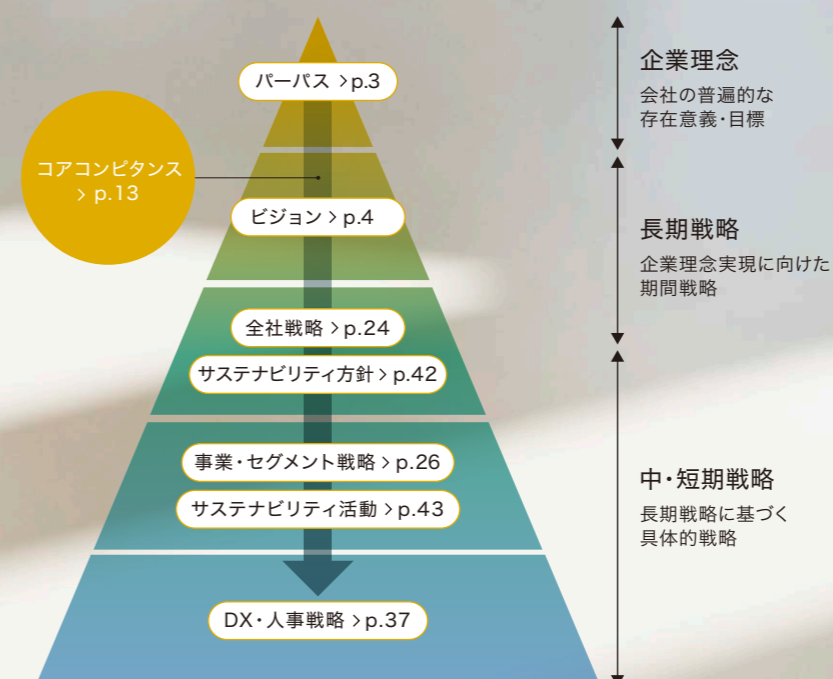 パーパス >p.3
コアコンピタンス
> p.13
ビジョン > p.4
全社戦略 > p.24
サステナビリティ方針 > p.42
事業・セグメント戦略 > p.26
サステナビリティ活動 > p.43
DX・人事戦略 >p.37
企業理念
会社の普遍的な
存在意義・目標
長期戦略
企業理念実現に向けた
期間戦略
中・短期戦略
長期戦略に基づく
具体的戦略